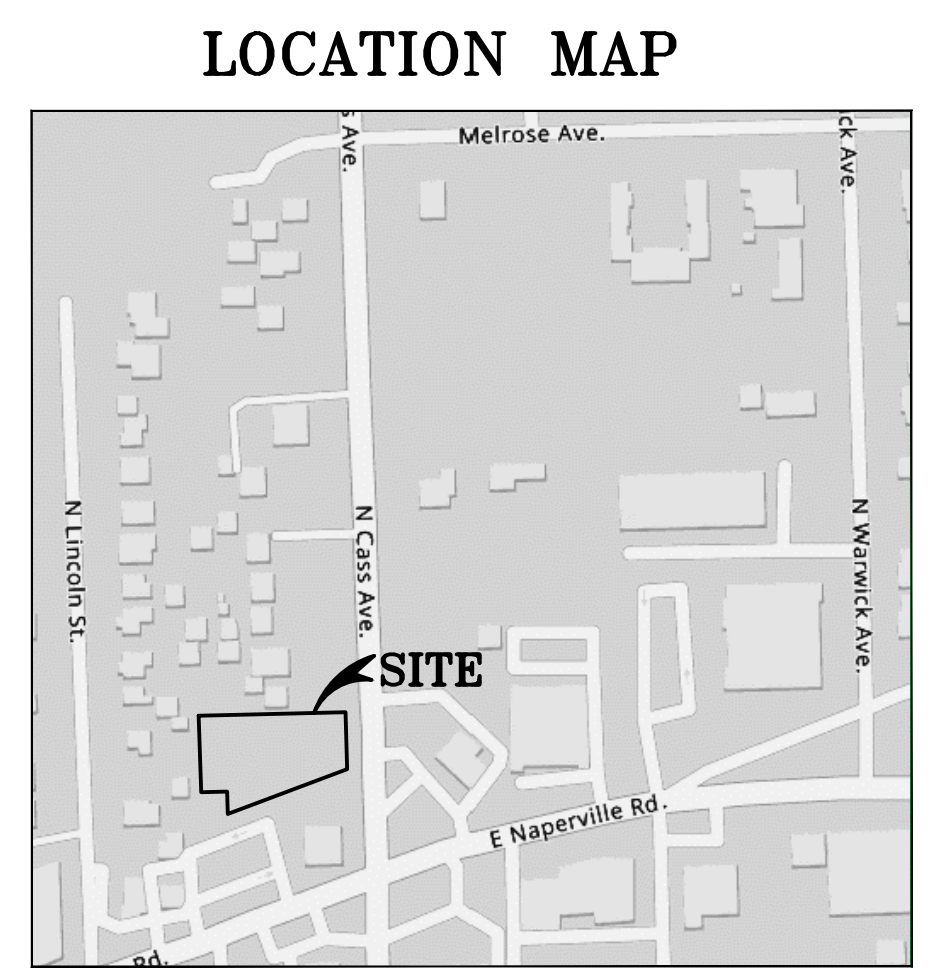 LOCATION MAP
s Ave.
Melrose Ave.
ck Ave.
N Lincoln St.
N Cass Ave.
N Warwick Ave.
SITE
E Naperville Rd.
Rd.